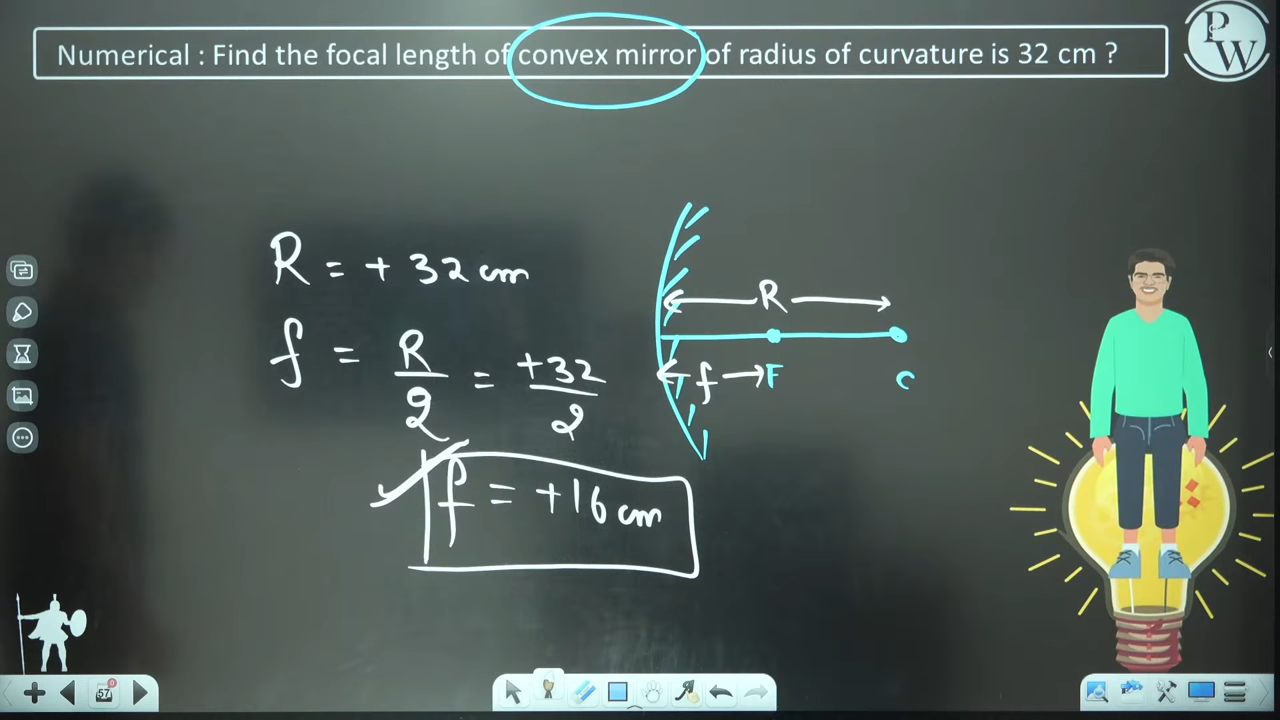 Numerical : Find the focal length of convex mirror of radius of curvature is 32 cm ?
P
W
R = + 32 cm
R
f = R/2 = +32/2
f F C
f = +16 cm
57